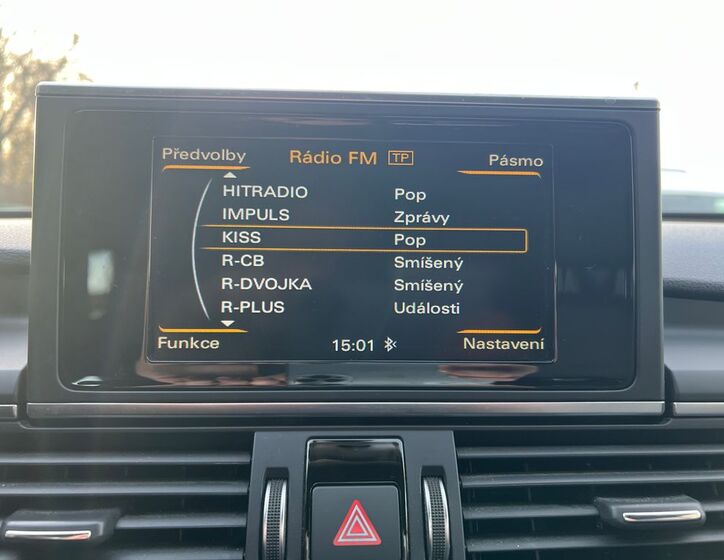 Předvolby Rádio FM TP Pásmo
HITRADIO Pop
IMPULS Zprávy
KISS Pop
R-CB Smíšený
R-DVOJKA Smíšený
R-PLUS Události
Funkce 15:01 Nastavení